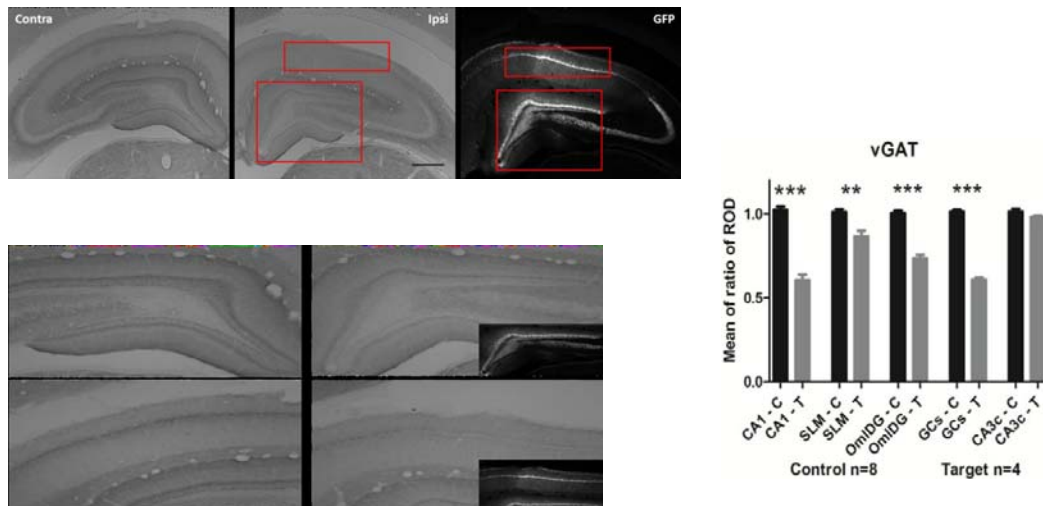 Contra
Ipsi
GFP
vGAT
Mean of ratio of ROD
1.0
0.5
0.0
*** ** *** ***
CA1 - C
CA1 - T
SLM - C
SLM - T
OmlDG - C
OmlDG - T
GCs - C
GCs - T
CA3c - C
CA3c - T
Control n=8
Target n=4